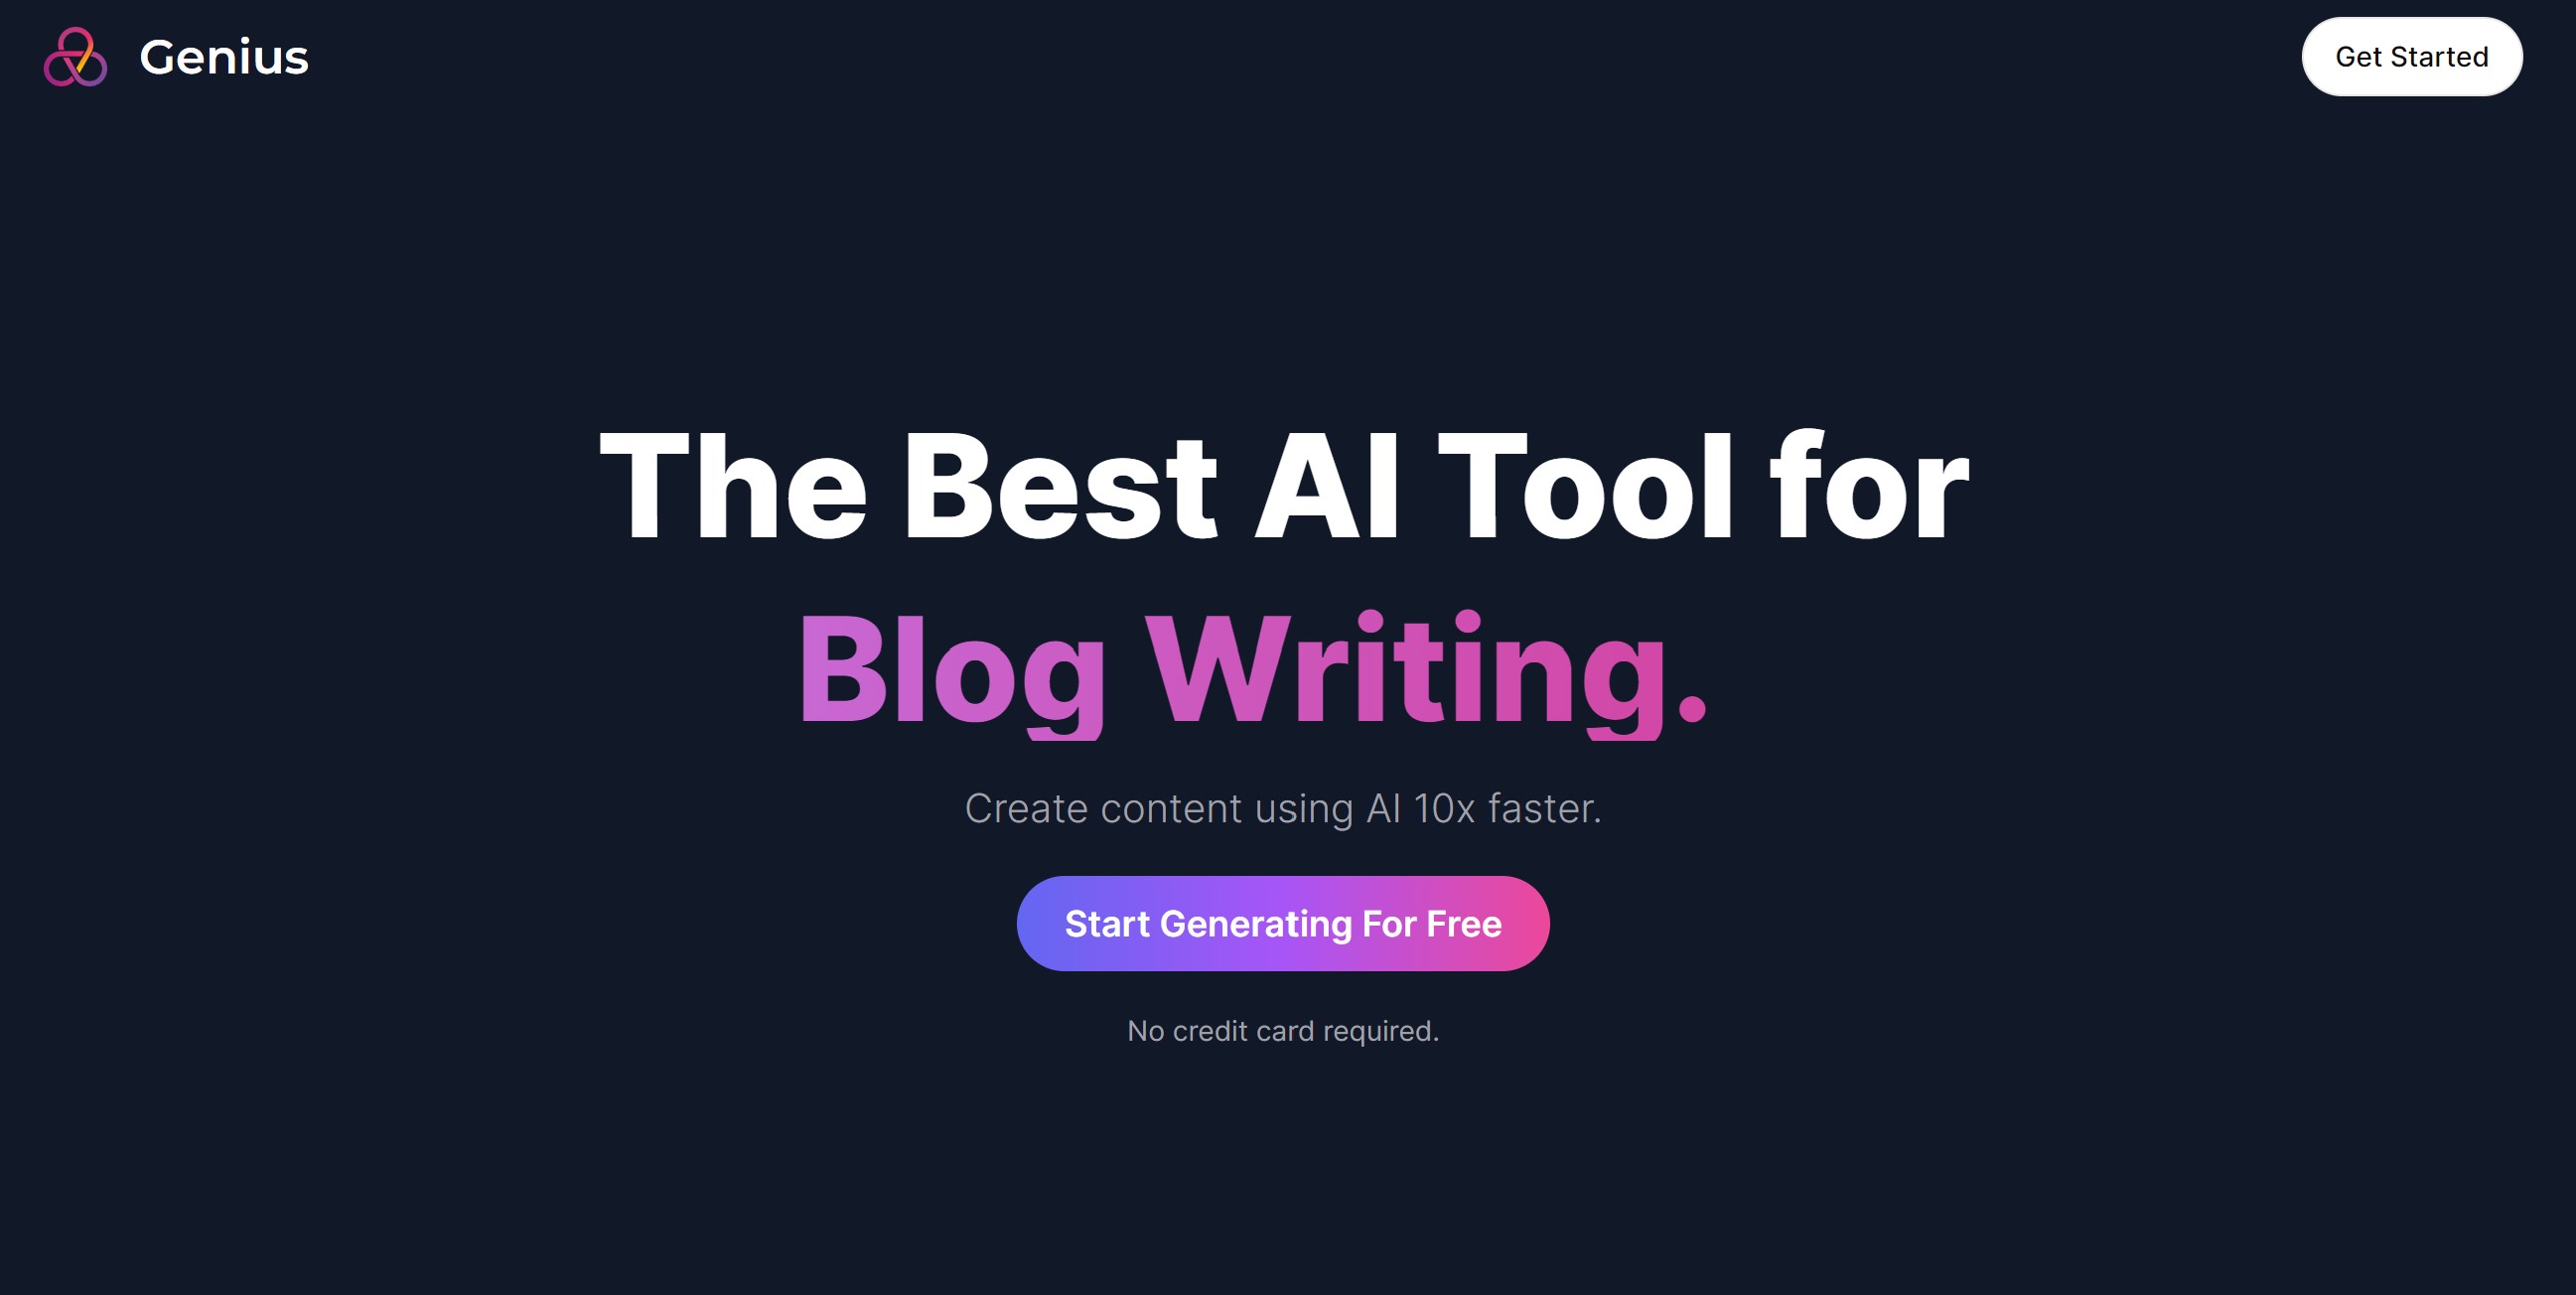 Genius
Get Started
The Best AI Tool for
Blog Writing.
Create content using AI 10x faster.
Start Generating For Free
No credit card required.